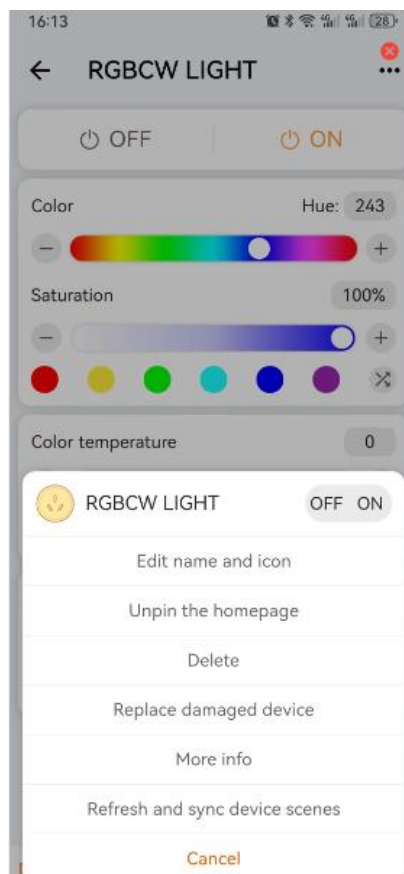 16:13 4G 4G 28
RGBCW LIGHT
OFF ON
Color Hue: 243
Saturation 100%
Color temperature 0
RGBCW LIGHT OFF ON
Edit name and icon
Unpin the homepage
Delete
Replace damaged device
More info
Refresh and sync device scenes
Cancel